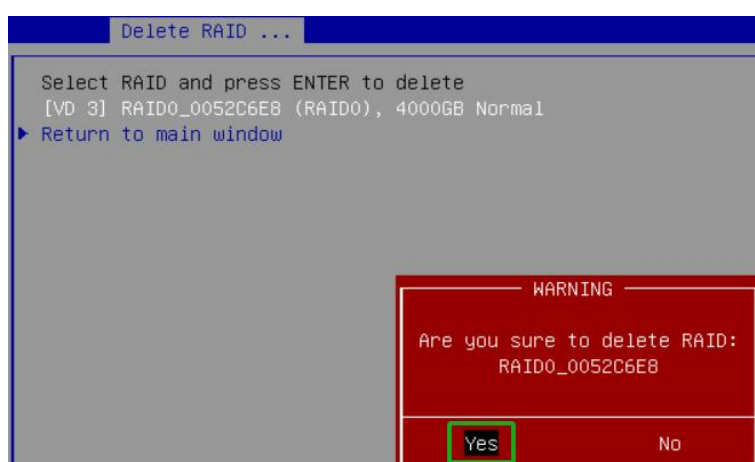 Delete RAID ...
Select RAID and press ENTER to delete
[VD 3] RAID0_0052C6E8 (RAID0), 4000GB Normal
Return to main window
WARNING
Are you sure to delete RAID:
RAID0_0052C6E8
Yes No